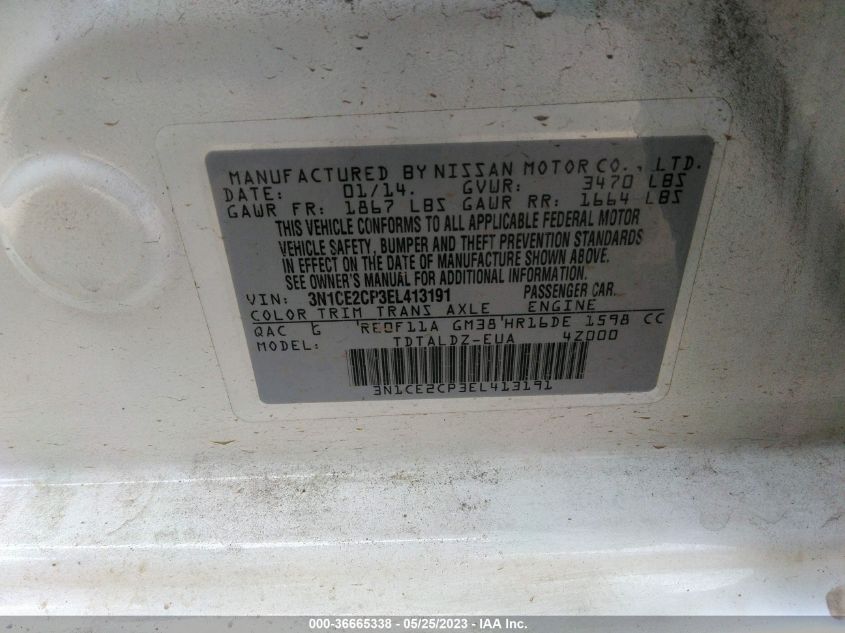 MANUFACTURED BY NISSAN MOTOR CO., LTD.
DATE: 01/14. GVWR: 3470 LBS
GAWR FR: 1867 LBS GAWR RR: 1664 LBS
THIS VEHICLE CONFORMS TO ALL APPLICABLE FEDERAL MOTOR
VEHICLE SAFETY, BUMPER AND THEFT PREVENTION STANDARDS
IN EFFECT ON THE DATE OF MANUFACTURE SHOWN ABOVE.
SEE OWNER'S MANUAL FOR ADDITIONAL INFORMATION.
VIN: 3N1CE2CP3EL413191 PASSENGER CAR.
COLOR TRIM TRANS AXLE ENGINE
QAC G RE0F11A GM38 HR16DE 1598 CC
MODEL: TDTALDZ-EUA 4Z000
3N1CE2CP3EL413191
000-36665338 - 05/25/2023 - IAA, Inc.